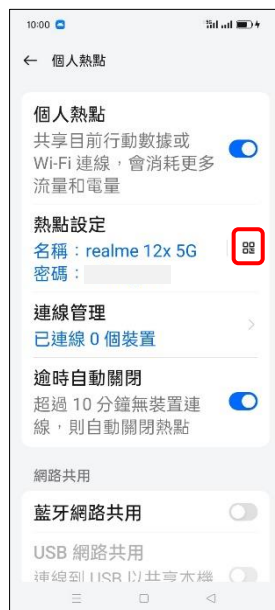 10:00
← 個人熱點
個人熱點
共享目前行動數據或
Wi-Fi 連線，會消耗更多
流量和電量
熱點設定
名稱：realme 12x 5G
密碼：
連線管理
已連線 0 個裝置
逾時自動關閉
超過 10 分鐘無裝置連
線，則自動關閉熱點
網路共用
藍牙網路共用
USB 網路共用
連線到 USB 以共享本機